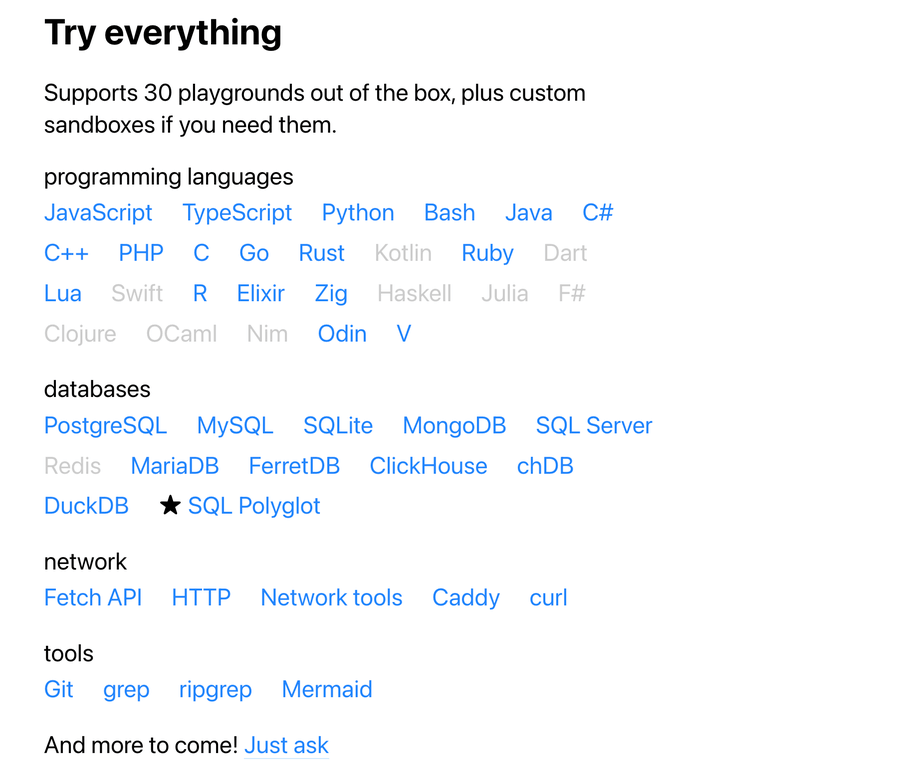 Try everything
Supports 30 playgrounds out of the box, plus custom
sandboxes if you need them.
programming languages
JavaScript TypeScript Python Bash Java C#
C++ PHP C Go Rust Kotlin Ruby Dart
Lua Swift R Elixir Zig Haskell Julia F#
Clojure OCaml Nim Odin V
databases
PostgreSQL MySQL SQLite MongoDB SQL Server
Redis MariaDB FerretDB ClickHouse chDB
DuckDB ★ SQL Polyglot
network
Fetch API HTTP Network tools Caddy curl
tools
Git grep ripgrep Mermaid
And more to come! Just ask